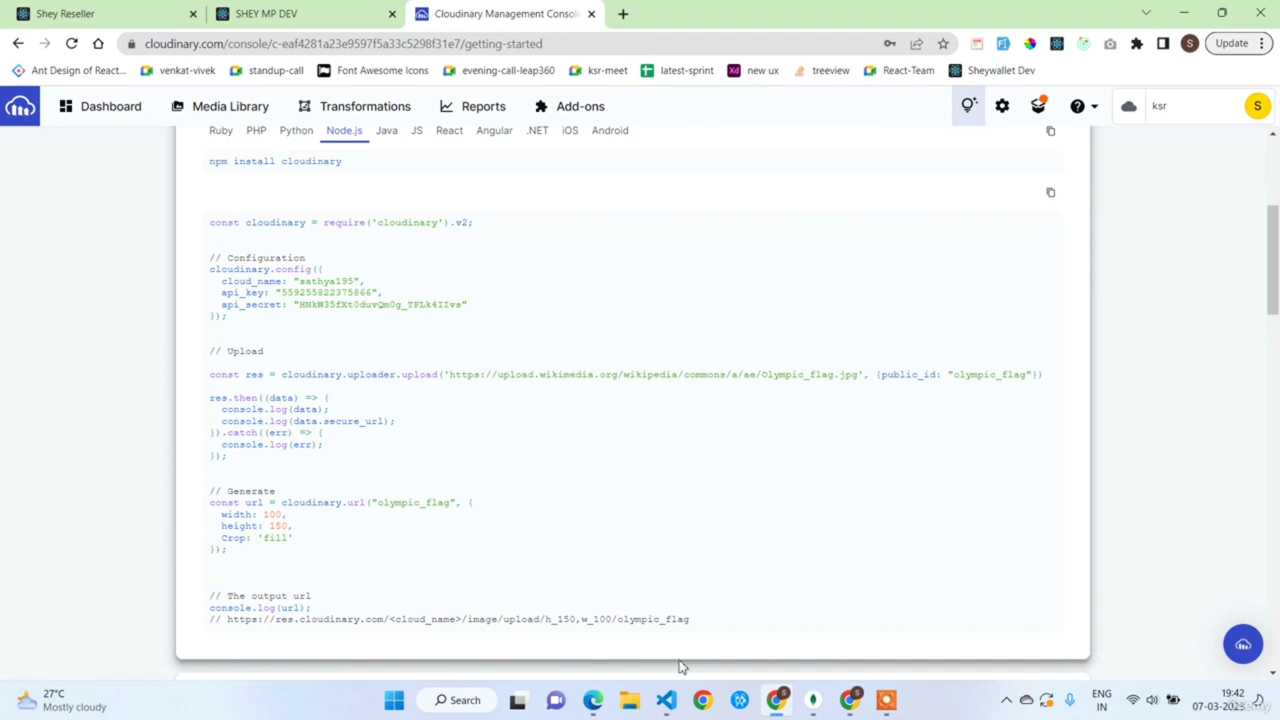 Shey Reseller
SHEY MP DEV
Cloudinary Management Consol
cloudinary.com/console/c-eaf4281a23e9597f5a33c5298f31e7/getting-started
Update
Ant Design of React...
venkat-vivek
standup-call
Font Awesome Icons
evening-call-leap360
ksr-meet
latest-sprint
new ux
treeview
React-Team
Sheywallet Dev
Dashboard
Media Library
Transformations
Reports
Add-ons
ksr
S
Ruby PHP Python Node.js Java JS React Angular .NET iOS Android
npm install cloudinary
const cloudinary = require('cloudinary').v2;
// Configuration
cloudinary.config({
cloud_name: "sathya195",
api_key: "559255822375866",
api_secret: "HNkW35fXt0duvQm0g_TPLk4IIvs"
});
// Upload
const res = cloudinary.uploader.upload('https://upload.wikimedia.org/wikipedia/commons/a/ae/Olympic_flag.jpg', {public_id: "olympic_flag"})
res.then((data) => {
console.log(data);
console.log(data.secure_url);
}).catch((err) => {
console.log(err);
});
// Generate
const url = cloudinary.url("olympic_flag", {
width: 100,
height: 150,
Crop: 'fill'
});
// The output url
console.log(url);
// https://res.cloudinary.com/<cloud_name>/image/upload/h_150,w_100/olympic_flag
27°C
Mostly cloudy
Search
ENG
IN
19:42
07-03-2023